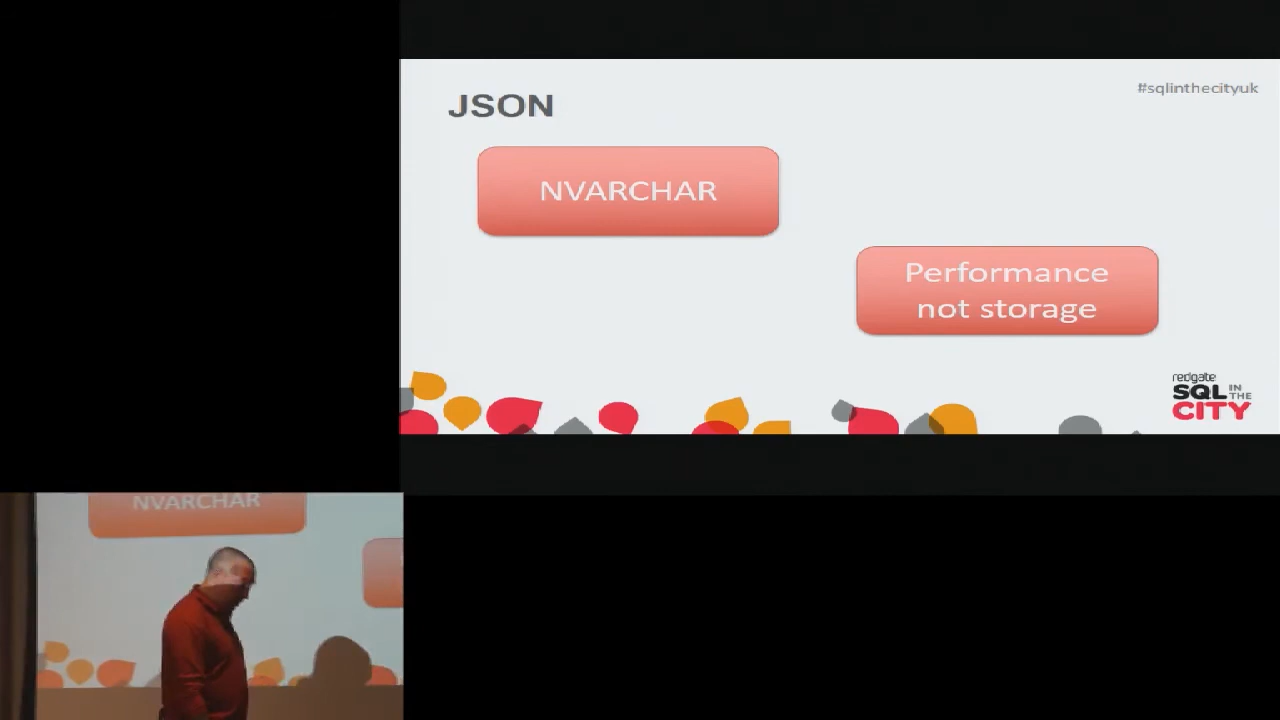 #sqlinthecityuk
JSON
NVARCHAR
Performance
not storage
redgate
SQL IN
THE
CITY
NVARCHAR